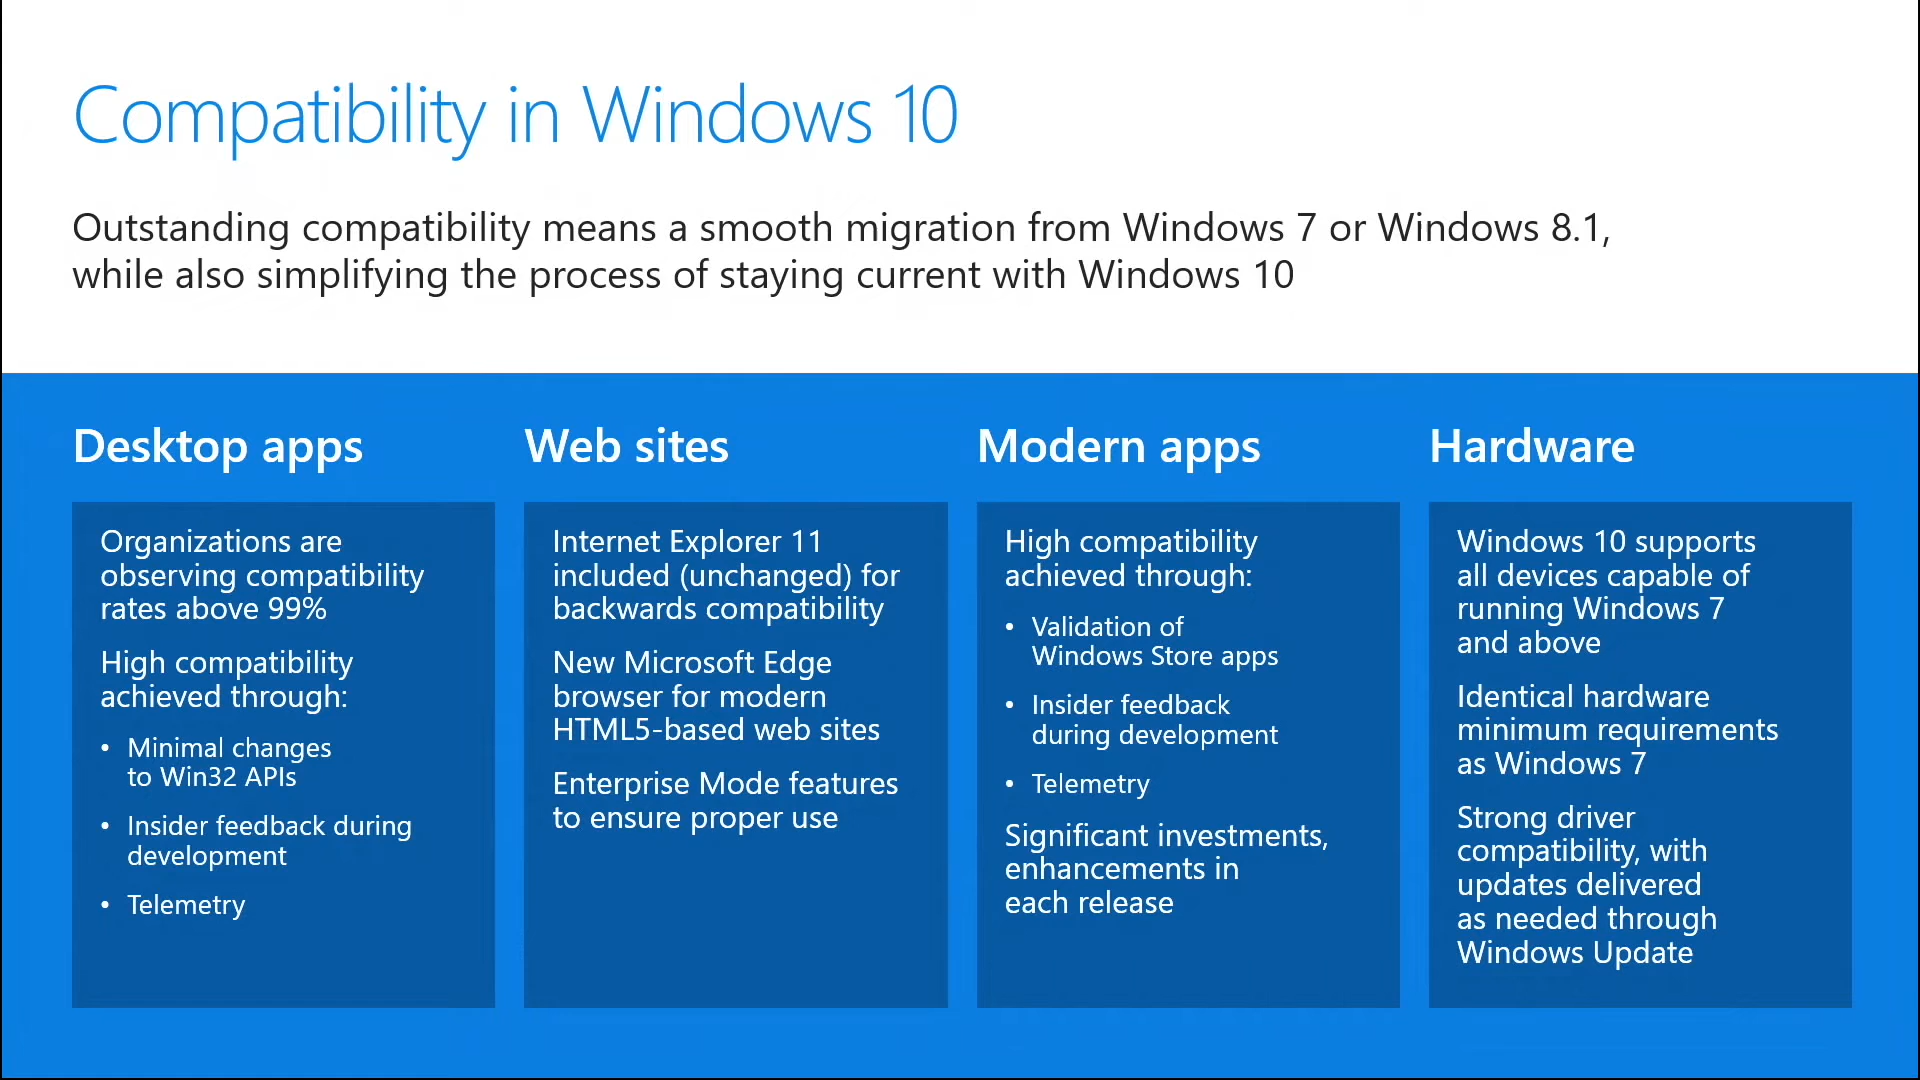 Compatibility in Windows 10
Outstanding compatibility means a smooth migration from Windows 7 or Windows 8.1,
while also simplifying the process of staying current with Windows 10
Desktop apps
Organizations are
observing compatibility
rates above 99%
High compatibility
achieved through:
• Minimal changes
to Win32 APIs
• Insider feedback during
development
• Telemetry
Web sites
Internet Explorer 11
included (unchanged) for
backwards compatibility
New Microsoft Edge
browser for modern
HTML5-based web sites
Enterprise Mode features
to ensure proper use
Modern apps
High compatibility
achieved through:
• Validation of
Windows Store apps
• Insider feedback
during development
• Telemetry
Significant investments,
enhancements in
each release
Hardware
Windows 10 supports
all devices capable of
running Windows 7
and above
Identical hardware
minimum requirements
as Windows 7
Strong driver
compatibility, with
updates delivered
as needed through
Windows Update